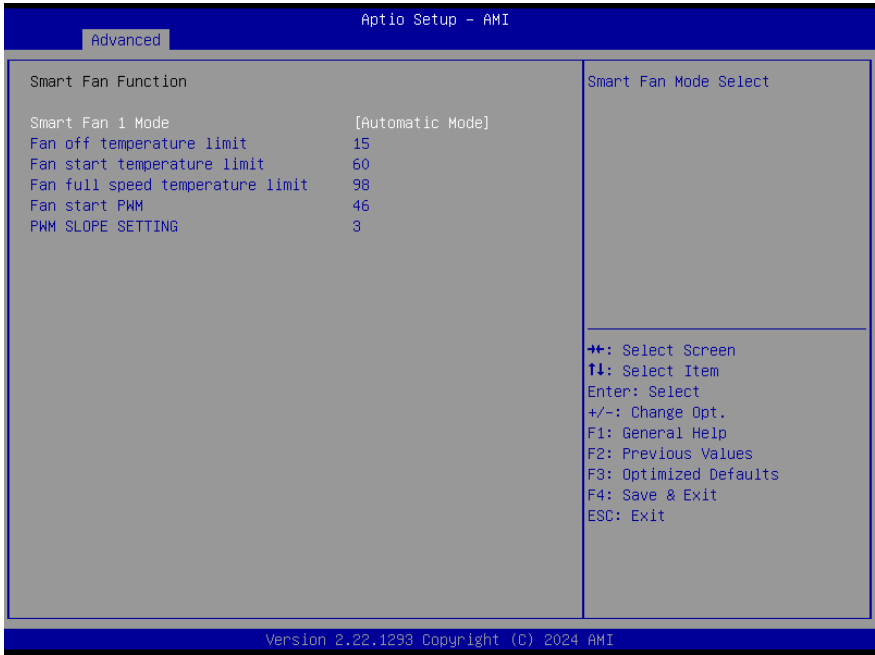 Aptio Setup – AMI
Advanced
Smart Fan Function
Smart Fan 1 Mode [Automatic Mode]
Fan off temperature limit 15
Fan start temperature limit 60
Fan full speed temperature limit 98
Fan start PWM 46
PWM SLOPE SETTING 3
Smart Fan Mode Select
→←: Select Screen
↑↓: Select Item
Enter: Select
+/-: Change Opt.
F1: General Help
F2: Previous Values
F3: Optimized Defaults
F4: Save & Exit
ESC: Exit
Version 2.22.1293 Copyright (C) 2024 AMI